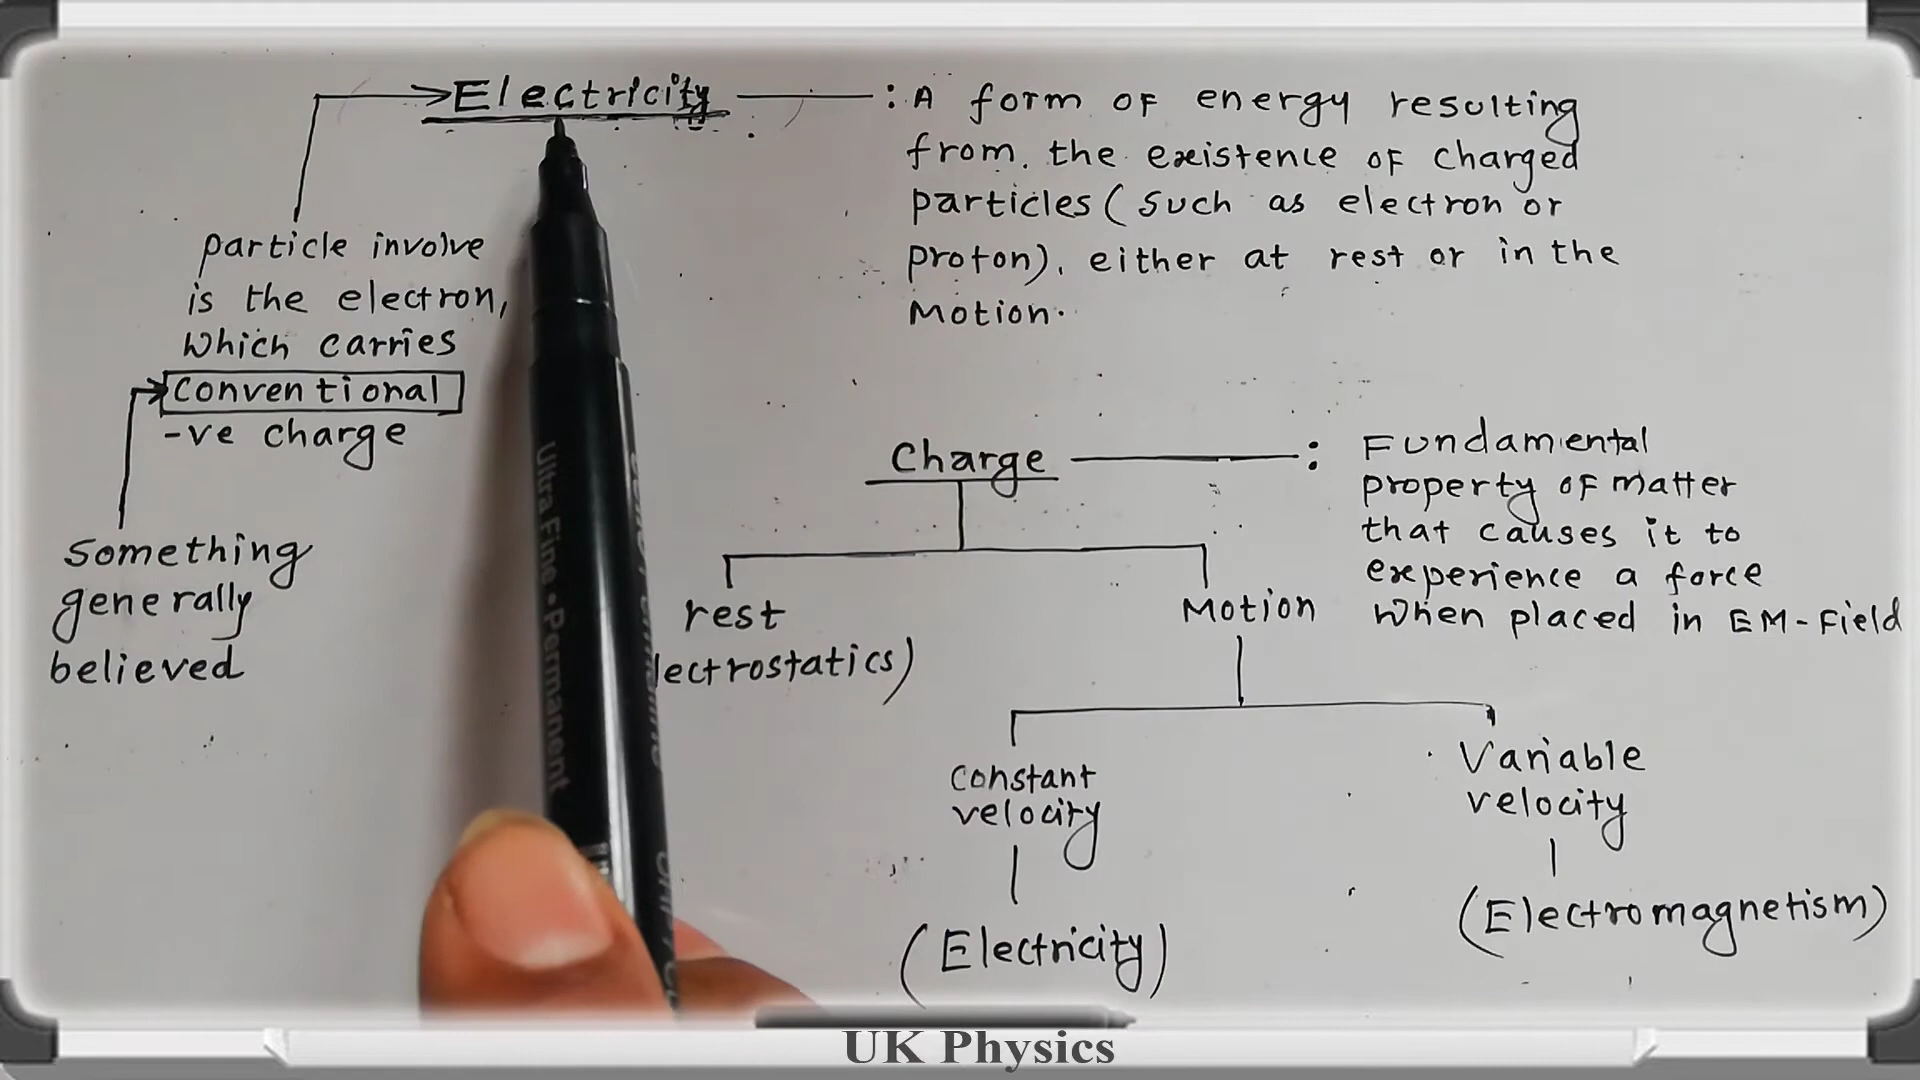 Electricity : A form of energy resulting
from. the existence of charged
particles (such as electron or
proton), either at rest or in the
Motion.
particle involve
is the electron,
which carries
conventional
-ve charge
Something
generally
believed
Charge : Fundamental
property of matter
that causes it to
experience a force
when placed in EM-Field
rest
lectrostatics)
Motion
Constant
velocity
(Electricity)
Variable
velocity
(Electromagnetism)
Ultra Fine • Permanent
UK Physics